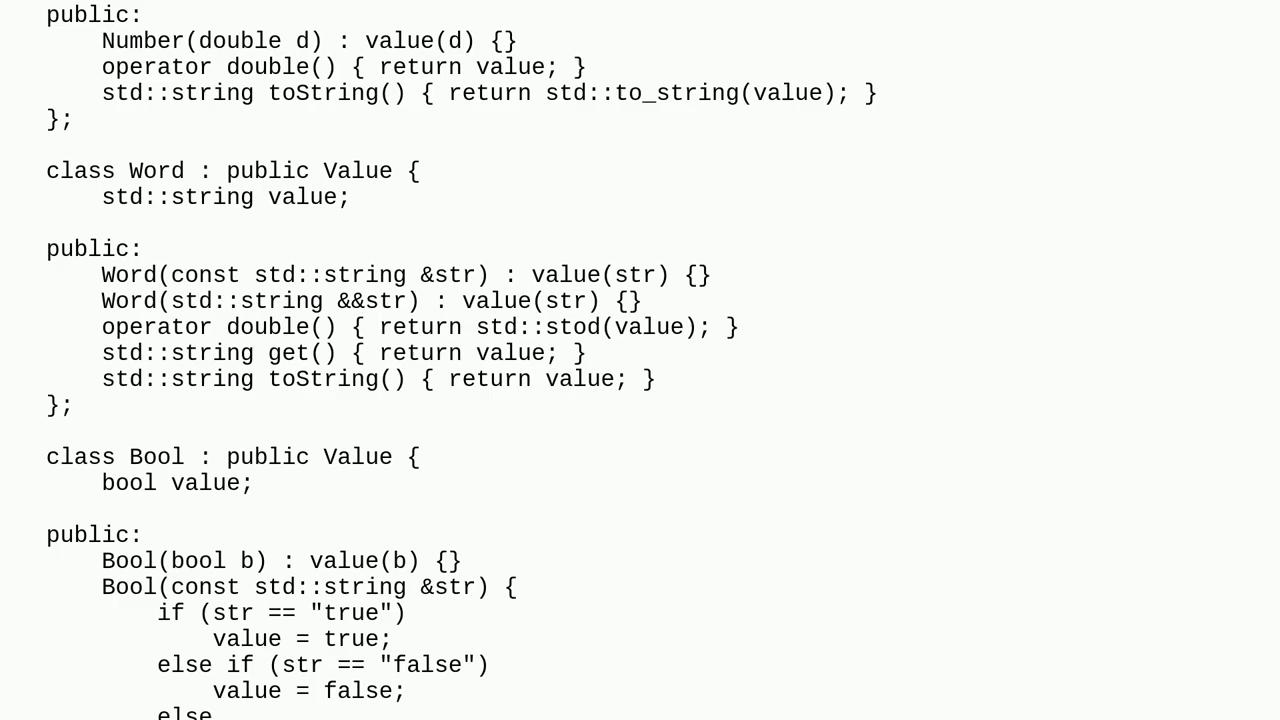 public:
    Number(double d) : value(d) {}
    operator double() { return value; }
    std::string toString() { return std::to_string(value); }
};

class Word : public Value {
    std::string value;

public:
    Word(const std::string &str) : value(str) {}
    Word(std::string &&str) : value(str) {}
    operator double() { return std::stod(value); }
    std::string get() { return value; }
    std::string toString() { return value; }
};

class Bool : public Value {
    bool value;

public:
    Bool(bool b) : value(b) {}
    Bool(const std::string &str) {
        if (str == "true")
            value = true;
        else if (str == "false")
            value = false;
        else